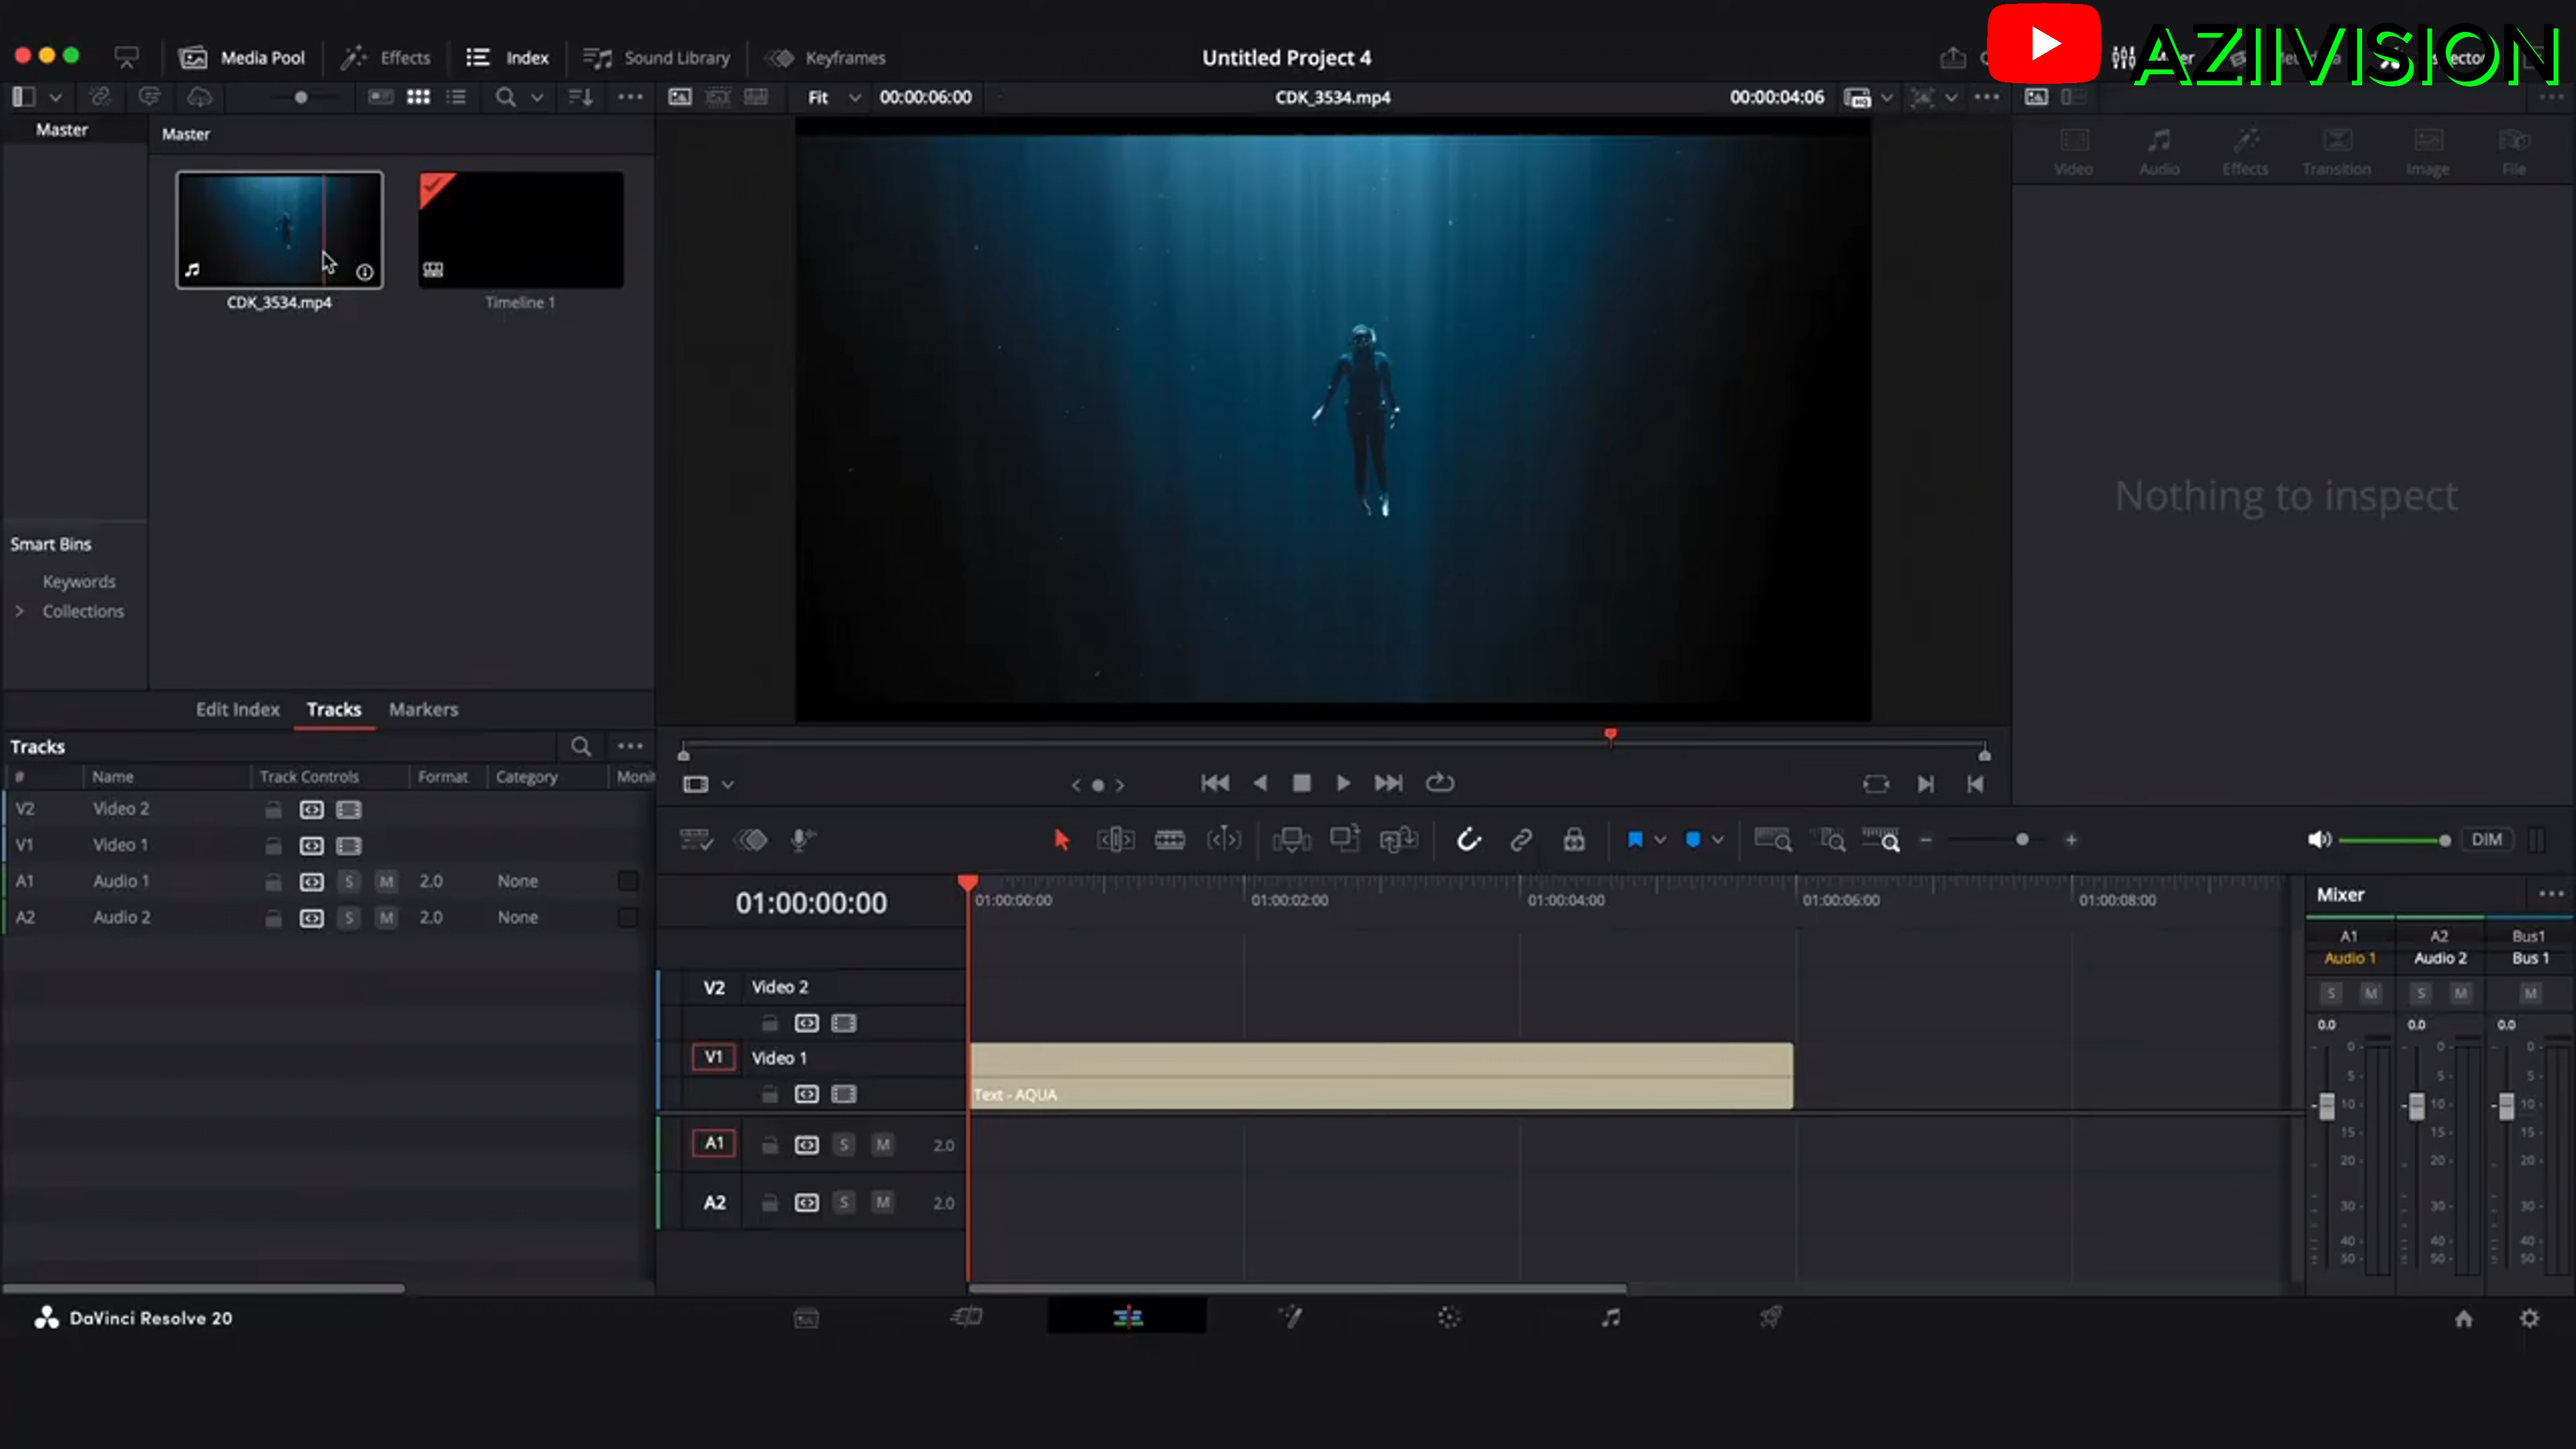 Media Pool
Effects
Index
Sound Library
Keyframes
Untitled Project 4
AZIIVISION
Fit
00:00:06:00
CDK_3534.mp4
00:00:04:06
Master
Master
CDK_3534.mp4
Timeline 1
Video
Audio
Effects
Transition
Image
File
Nothing to inspect
Smart Bins
Keywords
Collections
Edit Index
Tracks
Markers
Tracks
# Name Track Controls Format Category
V2 Video 2
V1 Video 1
A1 Audio 1 S M 2.0 None
A2 Audio 2 S M 2.0 None
DIM
01:00:00:00
01:00:00:00 01:00:02:00 01:00:04:00 01:00:06:00 01:00:08:00
V2 Video 2
V1 Video 1
Text - AQUA
A1 S M 2.0
A2 S M 2.0
Mixer
A1 A2 Bus1
Audio 1 Audio 2 Bus 1
S M S M M
0.0 0.0 0.0
0 0 0
5 5 5
10 10 10
15 15 15
20 20 20
30 30 30
40 40 40
50 50 50
DaVinci Resolve 20